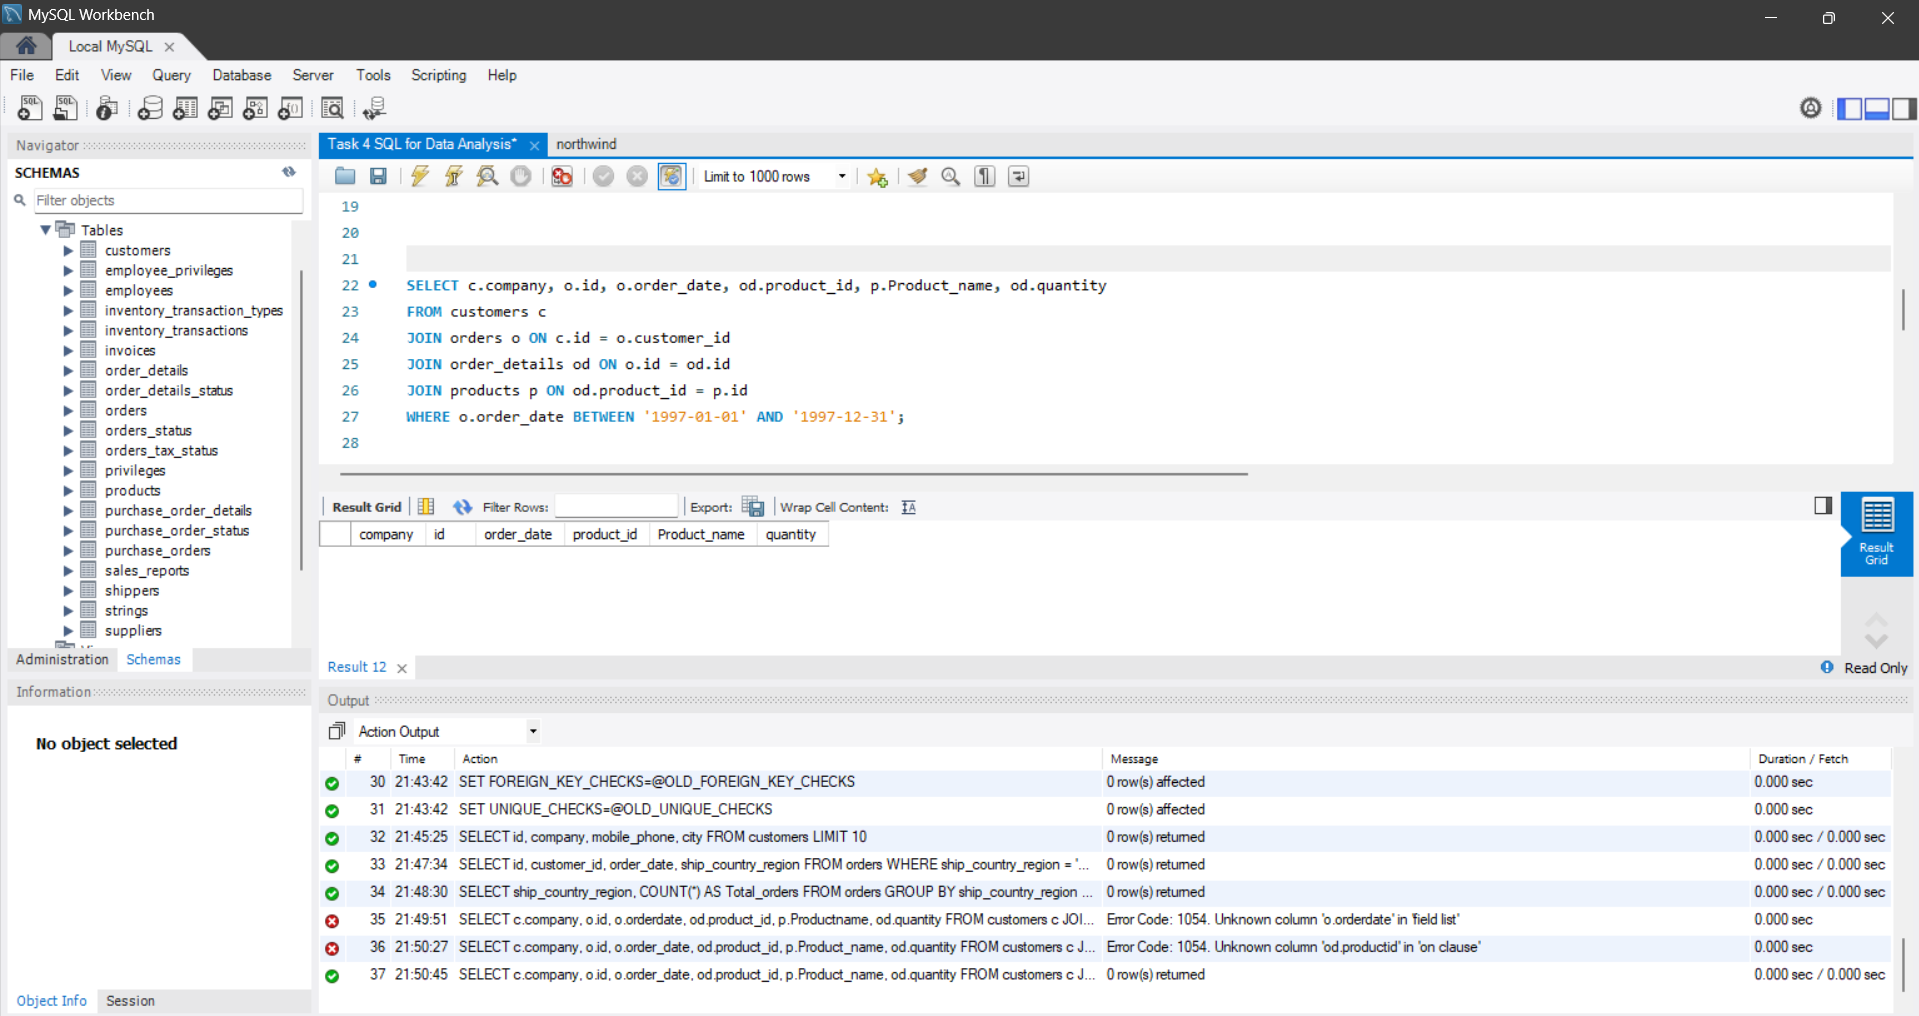 MySQL Workbench
Local MySQL
File Edit View Query Database Server Tools Scripting Help
Navigator
SCHEMAS
Filter objects
Tables
customers
employee_privileges
employees
inventory_transaction_types
inventory_transactions
invoices
order_details
order_details_status
orders
orders_status
orders_tax_status
privileges
products
purchase_order_details
purchase_order_status
purchase_orders
sales_reports
shippers
strings
suppliers
Administration Schemas
Information
No object selected
Object Info Session
Task 4 SQL for Data Analysis* northwind
Limit to 1000 rows
19
20
21
22 SELECT c.company, o.id, o.order_date, od.product_id, p.Product_name, od.quantity
23 FROM customers c
24 JOIN orders o ON c.id = o.customer_id
25 JOIN order_details od ON o.id = od.id
26 JOIN products p ON od.product_id = p.id
27 WHERE o.order_date BETWEEN '1997-01-01' AND '1997-12-31';
28
Result Grid Filter Rows: Export: Wrap Cell Content:
company id order_date product_id Product_name quantity
Result
Grid
Result 12 Read Only
Output
Action Output
# Time Action Message Duration / Fetch
30 21:43:42 SET FOREIGN_KEY_CHECKS=@OLD_FOREIGN_KEY_CHECKS 0 row(s) affected 0.000 sec
31 21:43:42 SET UNIQUE_CHECKS=@OLD_UNIQUE_CHECKS 0 row(s) affected 0.000 sec
32 21:45:25 SELECT id, company, mobile_phone, city FROM customers LIMIT 10 0 row(s) returned 0.000 sec / 0.000 sec
33 21:47:34 SELECT id, customer_id, order_date, ship_country_region FROM orders WHERE ship_country_region = '... 0 row(s) returned 0.000 sec / 0.000 sec
34 21:48:30 SELECT ship_country_region, COUNT(*) AS Total_orders FROM orders GROUP BY ship_country_region ... 0 row(s) returned 0.000 sec / 0.000 sec
35 21:49:51 SELECT c.company, o.id, o.orderdate, od.product_id, p.Productname, od.quantity FROM customers c JOI... Error Code: 1054. Unknown column 'o.orderdate' in 'field list' 0.000 sec
36 21:50:27 SELECT c.company, o.id, o.order_date, od.product_id, p.Product_name, od.quantity FROM customers c J... Error Code: 1054. Unknown column 'od.productid' in 'on clause' 0.000 sec
37 21:50:45 SELECT c.company, o.id, o.order_date, od.product_id, p.Product_name, od.quantity FROM customers c J... 0 row(s) returned 0.000 sec / 0.000 sec